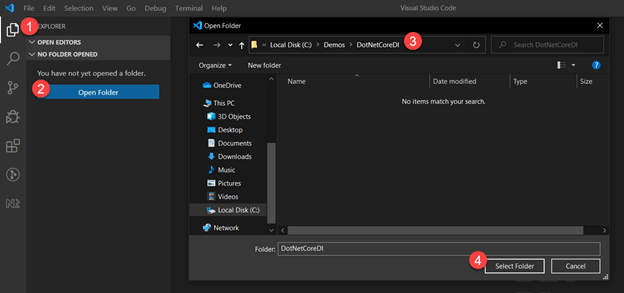 File Edit Selection View Go Debug Terminal Help Visual Studio Code
1
EXPLORER
OPEN EDITORS
NO FOLDER OPENED
You have not yet opened a folder.
2
Open Folder
Open Folder
« Local Disk (C:) › Demos › DotNetCoreDI
3
Search DotNetCoreDI
Organize New folder
?
Name Date modified Type Size
No items match your search.
OneDrive
This PC
3D Objects
Desktop
Documents
Downloads
Music
Pictures
Videos
Local Disk (C:)
Network
Folder: DotNetCoreDI
4
Select Folder Cancel